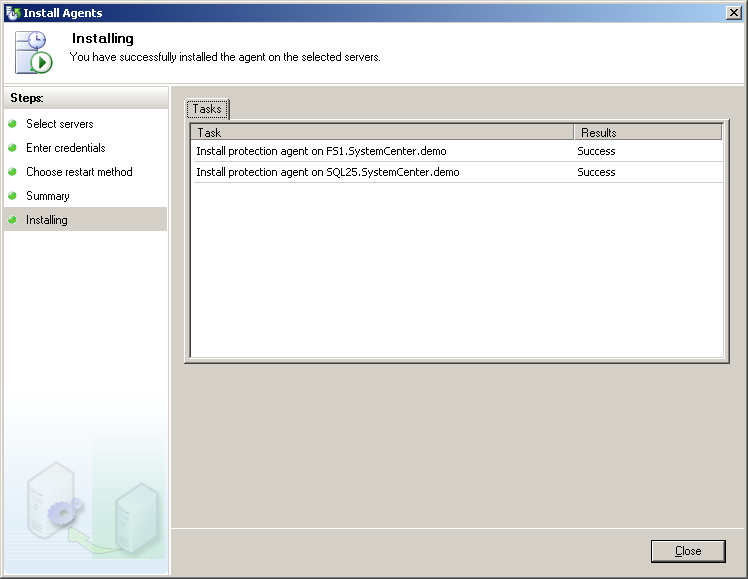 Install Agents
Installing
You have successfully installed the agent on the selected servers.
Steps:
Select servers
Enter credentials
Choose restart method
Summary
Installing
Tasks
Task Results
Install protection agent on FS1.SystemCenter.demo Success
Install protection agent on SQL25.SystemCenter.demo Success
Close